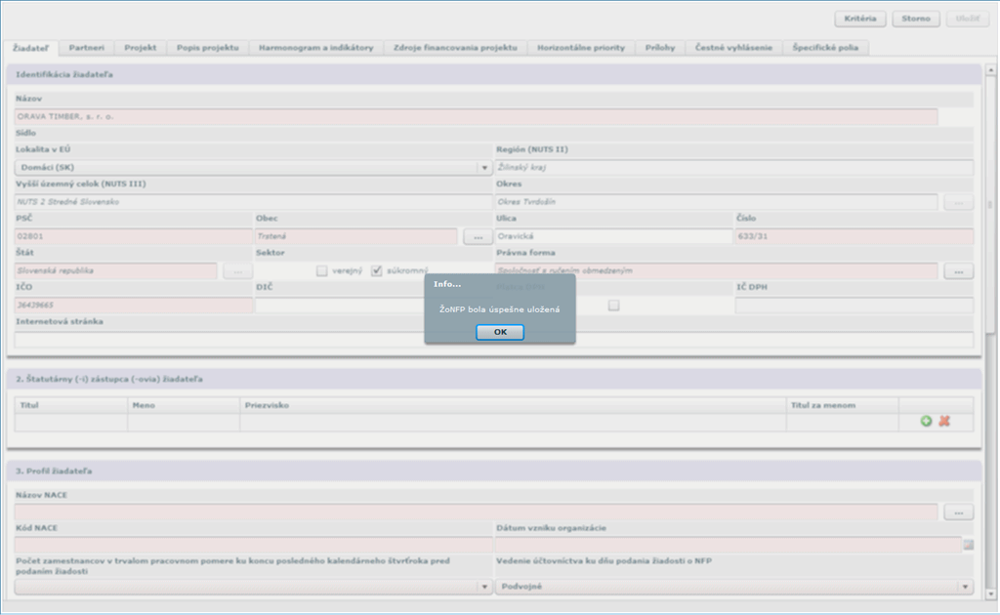 Kritéria Storno Uložiť
Žiadateľ Partneri Projekt Popis projektu Harmonogram a indikátory Zdroje financovania projektu Horizontálne priority Prílohy Čestné vyhlásenie Špecifické polia
Identifikácia žiadateľa
Názov
ORAVA TIMBER, s. r. o.
Sídlo
Lokalita v EÚ Región (NUTS II)
Domáci (SK) Žilinský kraj
Vyšší územný celok (NUTS III) Okres
NUTS 2 Stredné Slovensko Okres Tvrdošín ...
PSČ Obec Ulica Číslo
02801 Trstená ... Oravická 633/31
Štát Sektor Právna forma
Slovenská republika ... verejný súkromný Spoločnosť s ručením obmedzeným ...
IČO DIČ IČ DPH
36439665
Internetová stránka
Info...
ŽoNFP bola úspešne uložená
OK
2. Štatutárny (-i) zástupca (-ovia) žiadateľa
Titul Meno Priezvisko Titul za menom
3. Profil žiadateľa
Názov NACE
...
Kód NACE Dátum vzniku organizácie
Počet zamestnancov v trvalom pracovnom pomere ku koncu posledného kalendárneho štvrťroka pred podaním žiadosti Vedenie účtovníctva ku dňu podania žiadosti o NFP
Podvojné